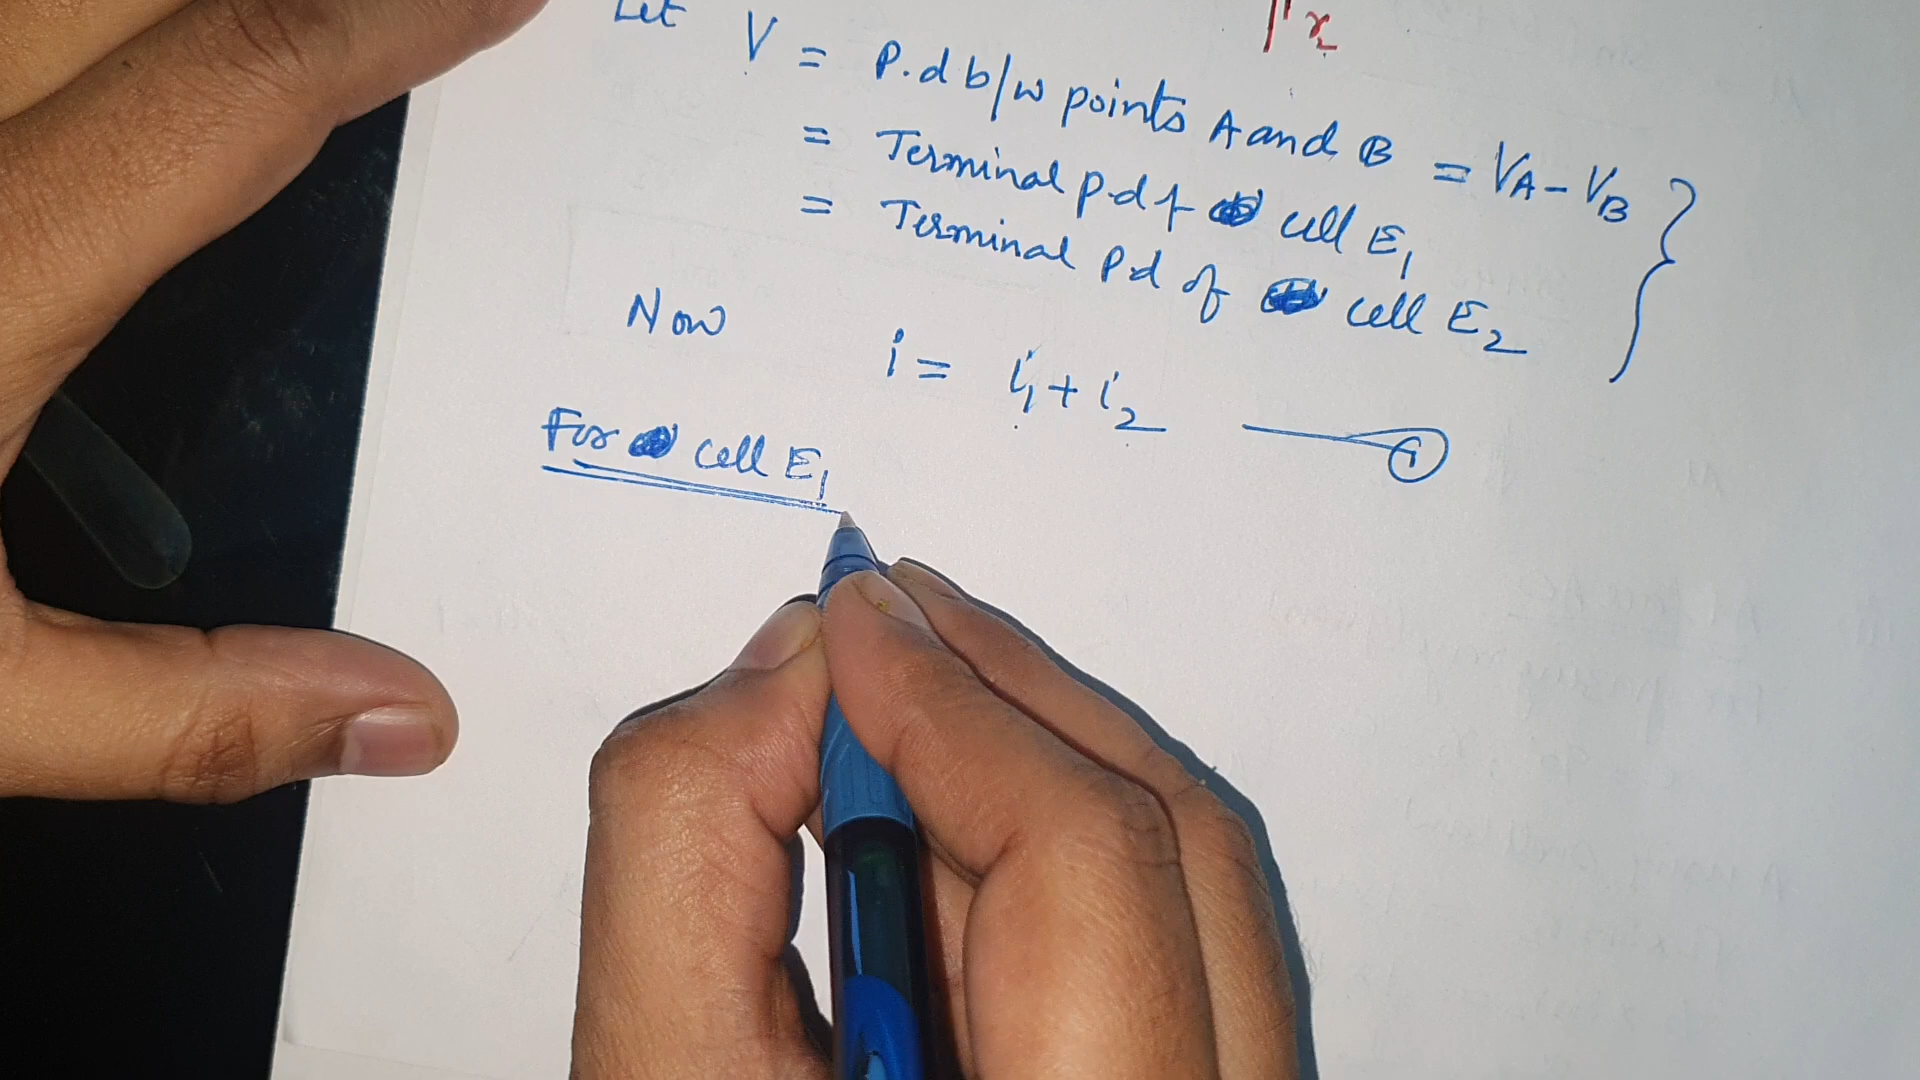 r2
Let V = P.d b/w points A and B = VA - VB
= Terminal p.d of cell E1
= Terminal Pd of cell E2
Now i = i1 + i2 — 1
For cell E1